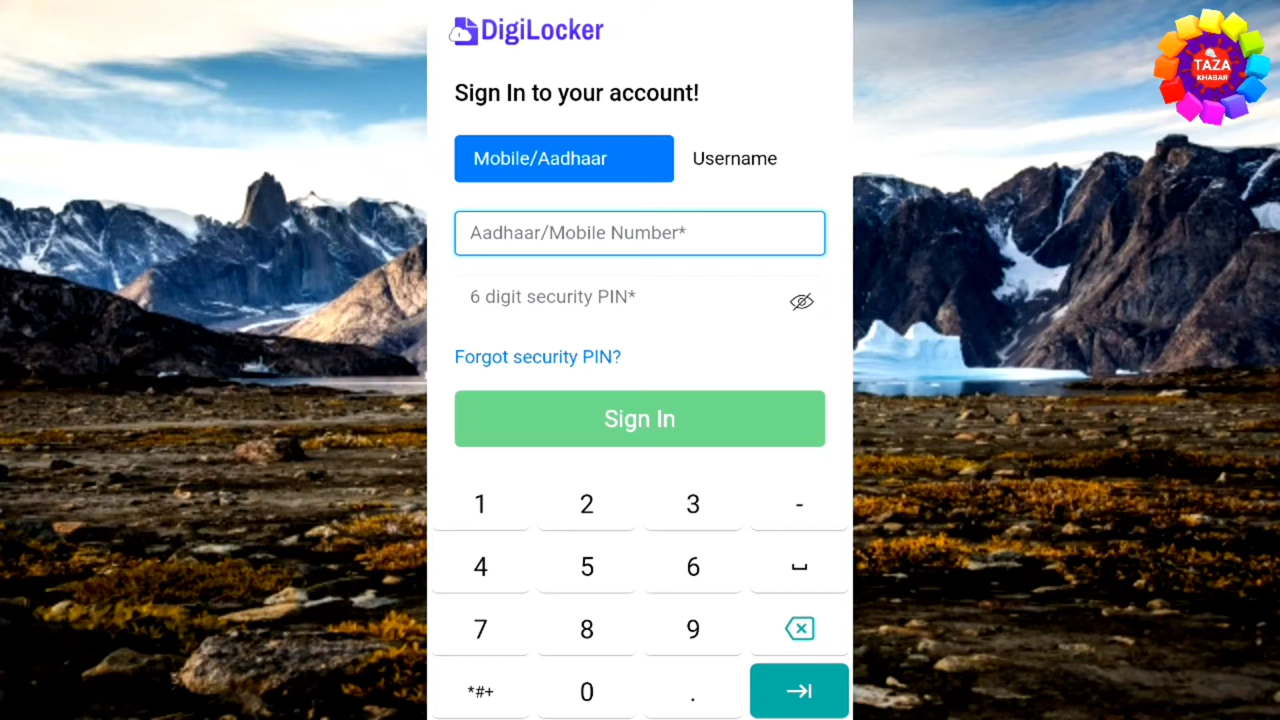 DigiLocker
TAZA
KHABAR
Sign In to your account!
Mobile/Aadhaar Username
Aadhaar/Mobile Number*
6 digit security PIN*
Forgot security PIN?
Sign In
1 2 3 -
4 5 6
7 8 9
*#+ 0 .